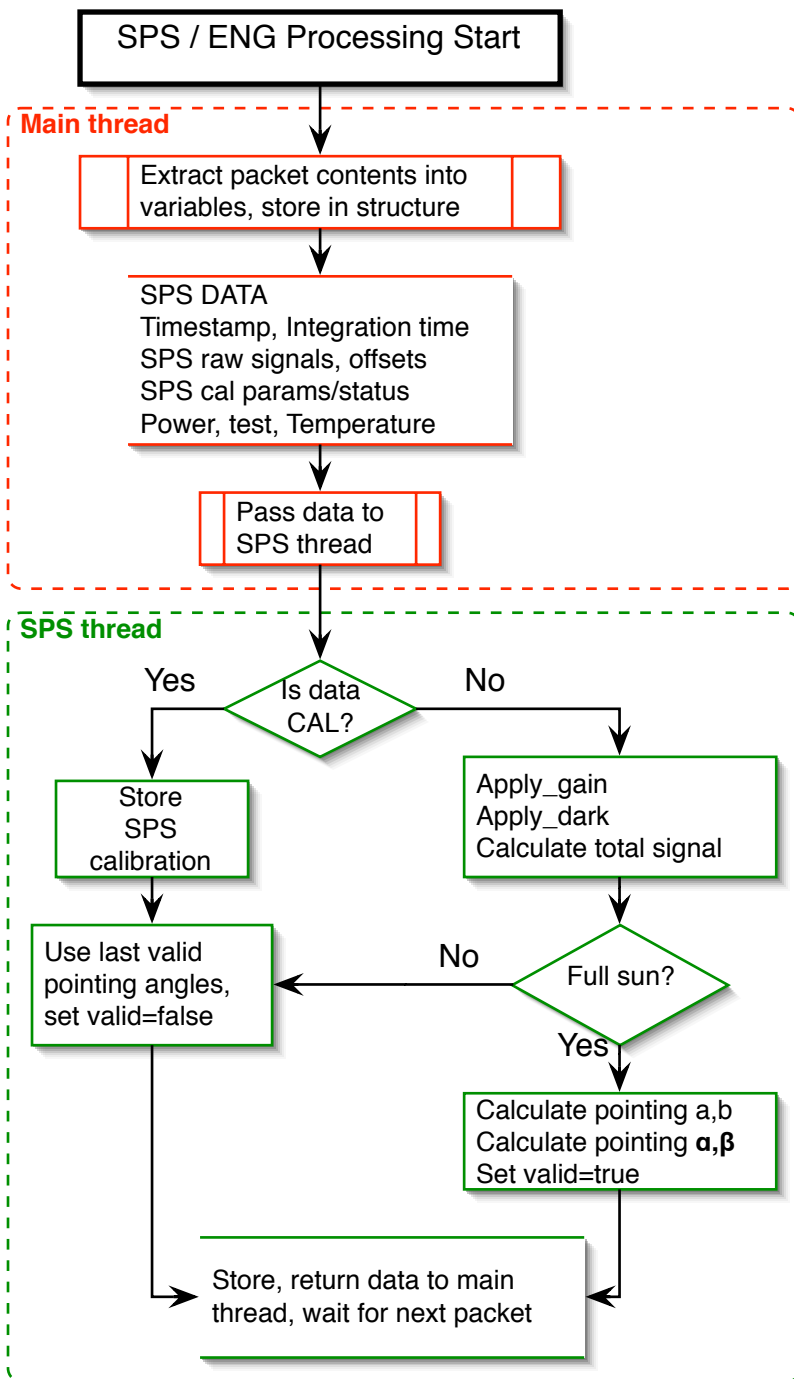 SPS / ENG Processing Start
Main thread
Extract packet contents into
variables, store in structure
SPS DATA
Timestamp, Integration time
SPS raw signals, offsets
SPS cal params/status
Power, test, Temperature
Pass data to
SPS thread
SPS thread
Yes
No
Is data
CAL?
Store
SPS
calibration
Apply_gain
Apply_dark
Calculate total signal
Use last valid
pointing angles,
set valid=false
No
Full sun?
Yes
Calculate pointing a,b
Calculate pointing α,β
Set valid=true
Store, return data to main
thread, wait for next packet